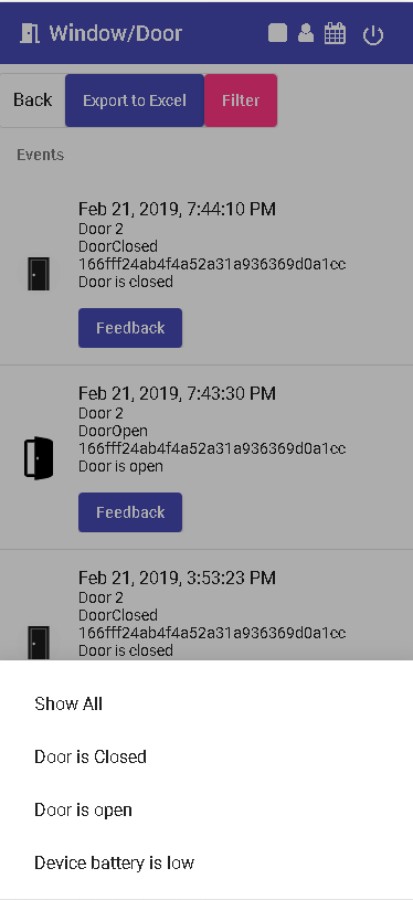 Window/Door
Back
Export to Excel
Filter
Events
Feb 21, 2019, 7:44:10 PM
Door 2
DoorClosed
166fff24ab4f4a52a31a936369d0a1cc
Door is closed
Feedback
Feb 21, 2019, 7:43:30 PM
Door 2
DoorOpen
166fff24ab4f4a52a31a936369d0a1cc
Door is open
Feedback
Feb 21, 2019, 3:53:23 PM
Door 2
DoorClosed
166fff24ab4f4a52a31a936369d0a1cc
Door is closed
Show All
Door is Closed
Door is open
Device battery is low